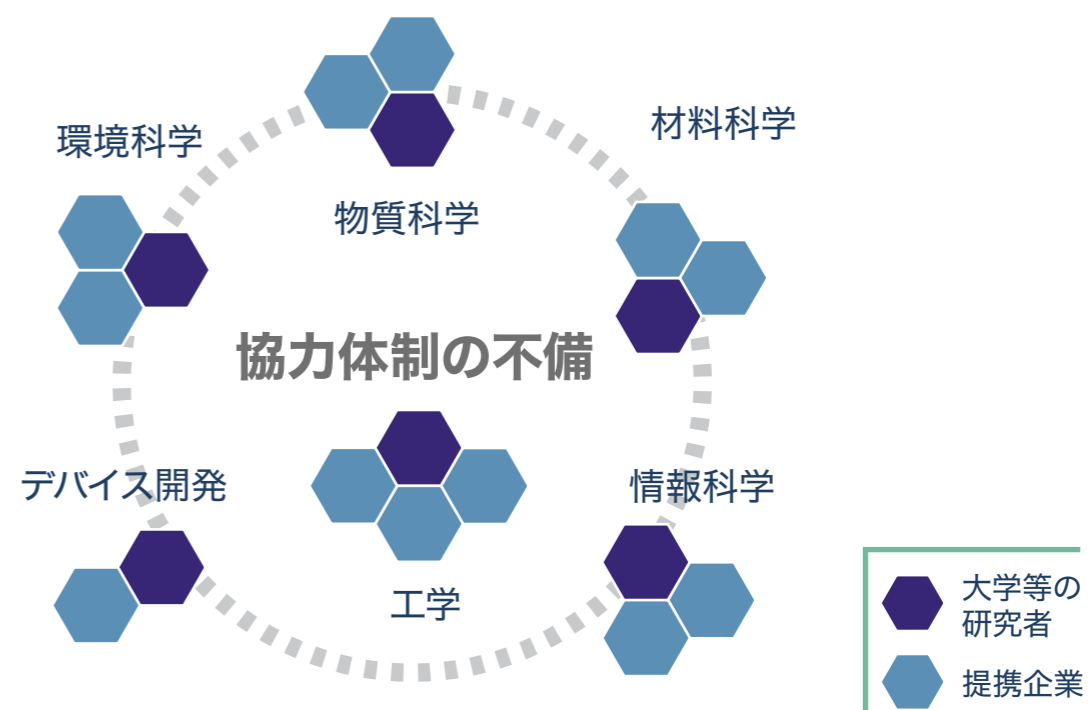 材料科学
環境科学
物質科学
協力体制の不備
デバイス開発
情報科学
工学
大学等の
研究者
提携企業